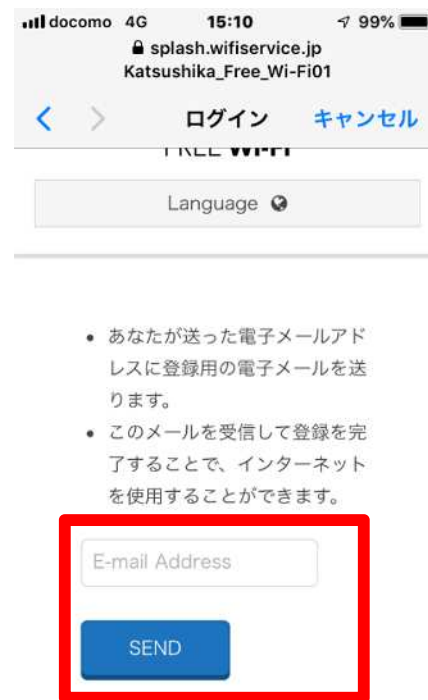 docomo 4G 15:10 99%
splash.wifiservice.jp
Katsushika_Free_Wi-Fi01
ログイン キャンセル
FREE Wi-Fi
Language
• あなたが送った電子メールアド
レスに登録用の電子メールを送
ります。
• このメールを受信して登録を完
了することで、インターネット
を使用することができます。
E-mail Address
SEND